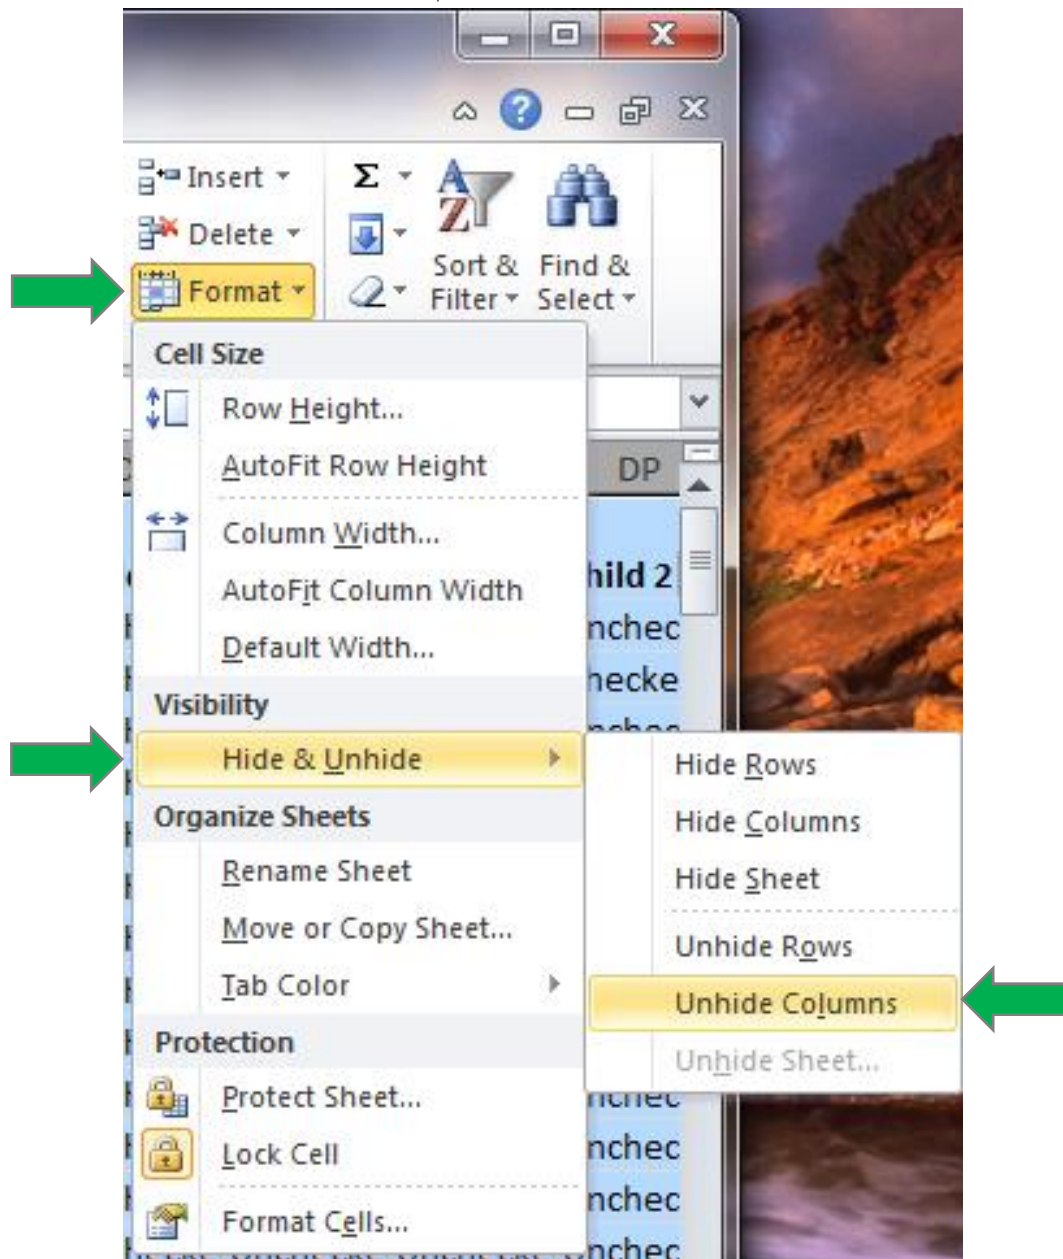 Insert
Delete
Format
Σ
A
Z
Sort &
Filter
Find &
Select
?
Cell Size
Row Height...
AutoFit Row Height
Column Width...
AutoFit Column Width
Default Width...
Visibility
Hide & Unhide
Organize Sheets
Rename Sheet
Move or Copy Sheet...
Tab Color
Protection
Protect Sheet...
Lock Cell
Format Cells...
Hide Rows
Hide Columns
Hide Sheet
Unhide Rows
Unhide Columns
Unhide Sheet...
DP
hild 2
nchec
hecke
nchec
nchec
nchec
nchec